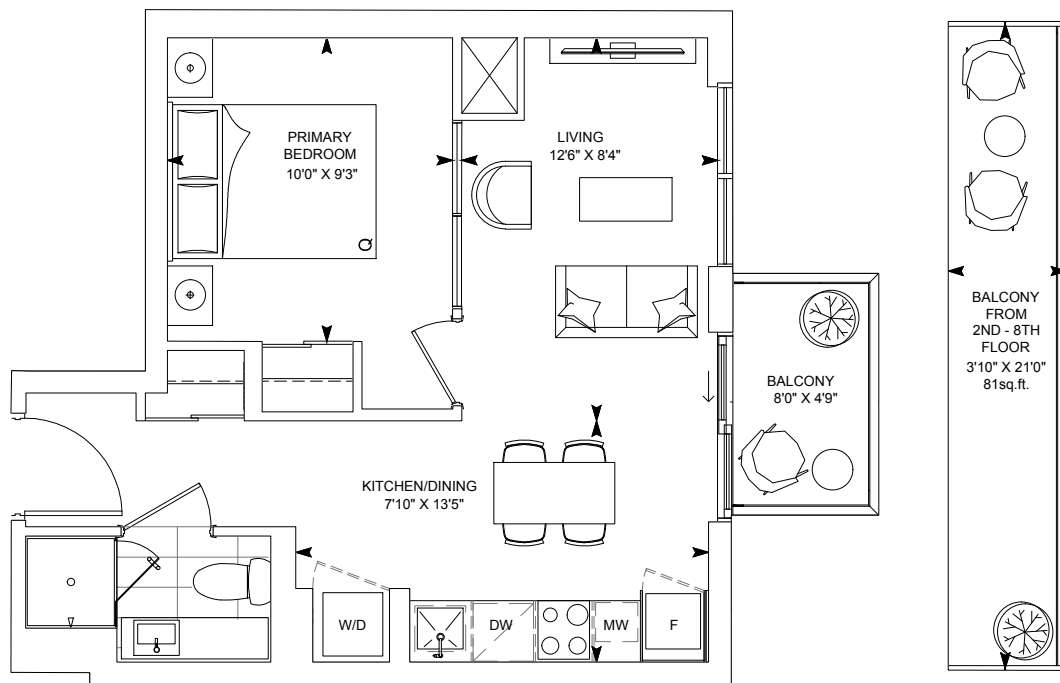 PRIMARY
BEDROOM
10'0" X 9'3"
Q
LIVING
12'6" X 8'4"
BALCONY
8'0" X 4'9"
KITCHEN/DINING
7'10" X 13'5"
W/D
DW
MW
F
BALCONY
FROM
2ND - 8TH
FLOOR
3'10" X 21'0"
81sq.ft.